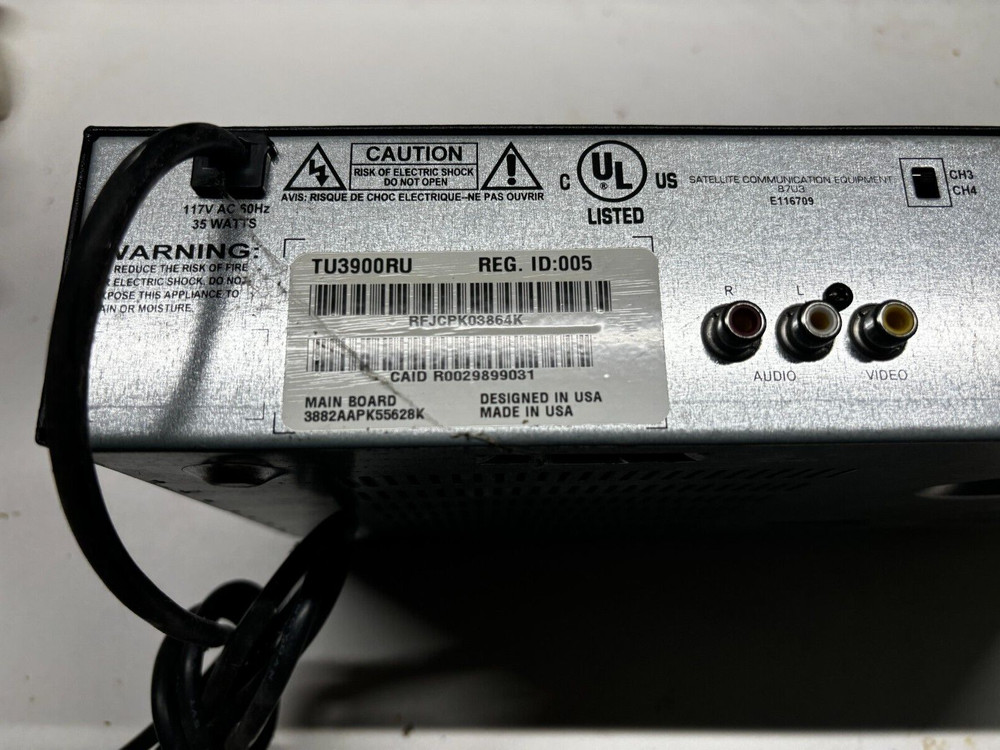 117V AC 60Hz
35 WATTS
WARNING:
REDUCE THE RISK OF FIRE
ELECTRIC SHOCK, DO NOT
EXPOSE THIS APPLIANCE TO
RAIN OR MOISTURE.
CAUTION
RISK OF ELECTRIC SHOCK
DO NOT OPEN
AVIS: RISQUE DE CHOC ELECTRIQUE–NE PAS OUVRIR
C UL ® US
LISTED
SATELLITE COMMUNICATION EQUIPMENT
87U3
E116709
CH3
CH4
TU3900RU REG. ID:005
RFJCPK03864K
CAID R0029899031
MAIN BOARD
3882AAPK55628K
DESIGNED IN USA
MADE IN USA
R L
AUDIO VIDEO